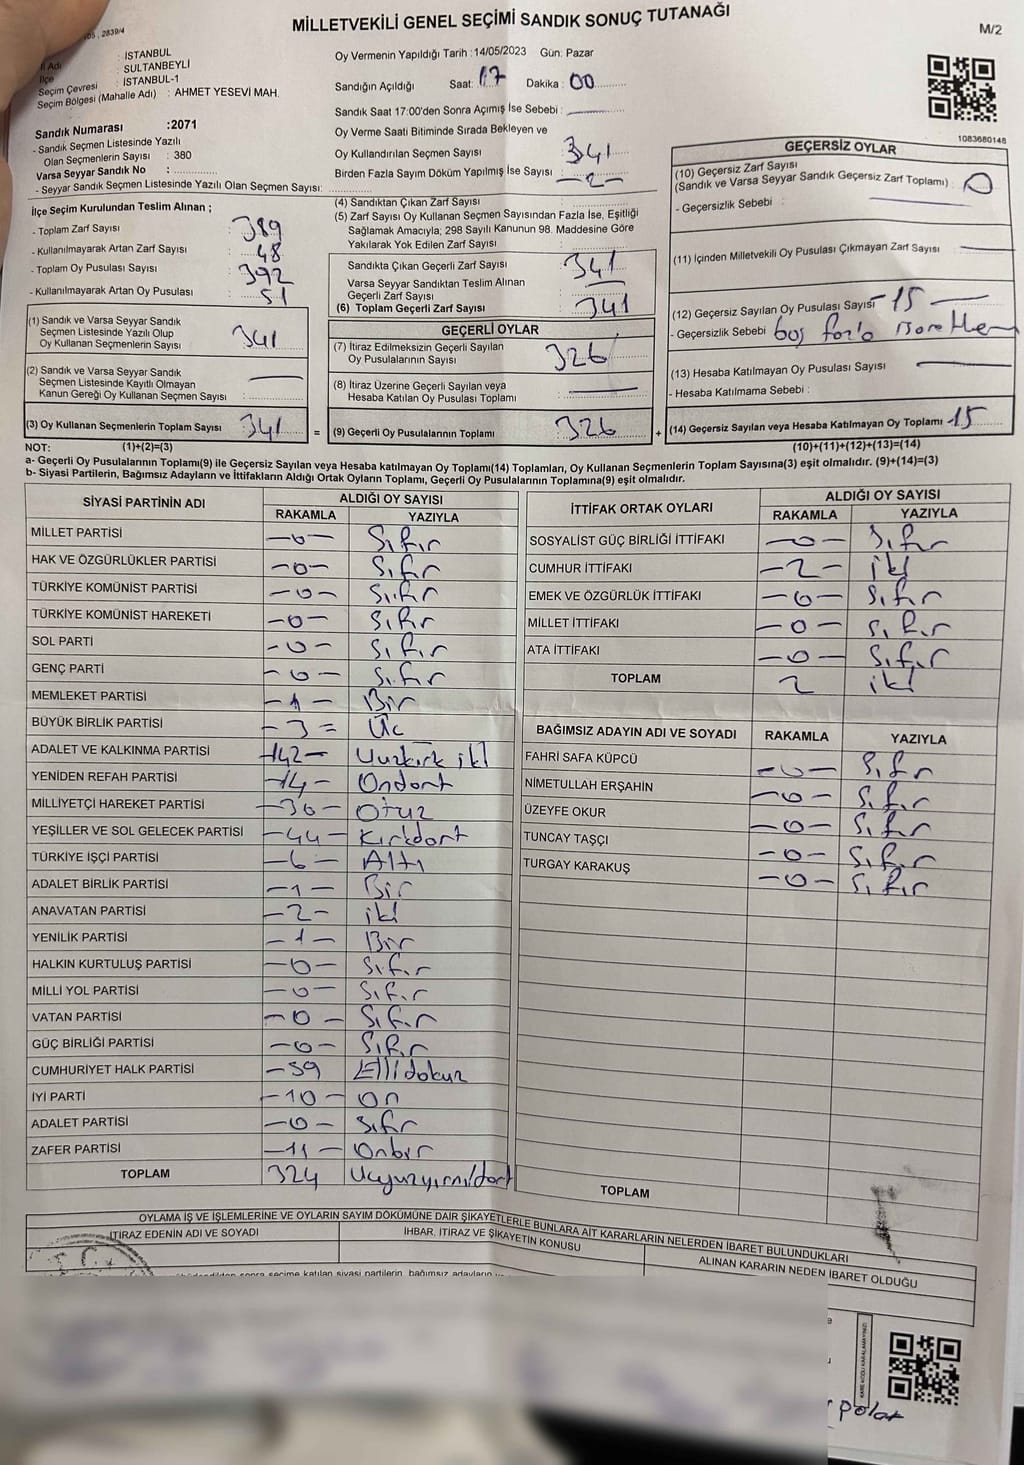 MİLLETVEKİLİ GENEL SEÇİMİ SANDIK SONUÇ TUTANAĞI
M/2
İl Adı : İSTANBUL
İlçe : SULTANBEYLİ
Seçim Çevresi : İSTANBUL-1
Seçim Bölgesi (Mahalle Adı) : AHMET YESEVİ MAH.
Sandık Numarası :2071
- Sandık Seçmen Listesinde Yazılı
Olan Seçmenlerin Sayısı : 380
Varsa Seyyar Sandık No :
- Seyyar Sandık Seçmen Listesinde Yazılı Olan Seçmen Sayısı:
Oy Vermenin Yapıldığı Tarih :14/05/2023 Gün: Pazar
Sandığın Açıldığı Saat: 17 Dakika : 00
Sandık Saat 17:00'den Sonra Açımış İse Sebebi :
Oy Verme Saati Bitiminde Sırada Bekleyen ve
Oy Kullandırılan Seçmen Sayısı : 341
Birden Fazla Sayım Döküm Yapılmış İse Sayısı : -2-
1083680148
İlçe Seçim Kurulundan Teslim Alınan ;
- Toplam Zarf Sayısı : 389
- Kullanılmayarak Artan Zarf Sayısı : 48
- Toplam Oy Pusulası Sayısı : 392
- Kullanılmayarak Artan Oy Pusulası : 51
(1) Sandık ve Varsa Seyyar Sandık
Seçmen Listesinde Yazılı Olup
Oy Kullanan Seçmenlerin Sayısı : 341
(2) Sandık ve Varsa Seyyar Sandık
Seçmen Listesinde Kayıtlı Olmayan
Kanun Gereği Oy Kullanan Seçmen Sayısı :
(3) Oy Kullanan Seçmenlerin Toplam Sayısı : 341
(4) Sandıktan Çıkan Zarf Sayısı :
(5) Zarf Sayısı Oy Kullanan Seçmen Sayısından Fazla İse, Eşitliği
Sağlamak Amacıyla; 298 Sayılı Kanunun 98. Maddesine Göre
Yakılarak Yok Edilen Zarf Sayısı :
Sandıkta Çıkan Geçerli Zarf Sayısı : 341
Varsa Seyyar Sandıktan Teslim Alınan
Geçerli Zarf Sayısı :
(6) Toplam Geçerli Zarf Sayısı : 341
GEÇERLİ OYLAR
(7) İtiraz Edilmeksizin Geçerli Sayılan
Oy Pusulalarının Sayısı : 326
(8) İtiraz Üzerine Geçerli Sayılan veya
Hesaba Katılan Oy Pusulası Toplamı :
= (9) Geçerli Oy Pusulalarının Toplamı : 326
GEÇERSİZ OYLAR
(10) Geçersiz Zarf Sayısı
(Sandık ve Varsa Seyyar Sandık Geçersiz Zarf Toplamı) : 0
- Geçersizlik Sebebi :
(11) İçinden Milletvekili Oy Pusulası Çıkmayan Zarf Sayısı
(12) Geçersiz Sayılan Oy Pusulası Sayısı -15-
- Geçersizlik Sebebi boş fazla
(13) Hesaba Katılmayan Oy Pusulası Sayısı
- Hesaba Katılmama Sebebi :
+ (14) Geçersiz Sayılan veya Hesaba Katılmayan Oy Toplamı -15
NOT: (1)+(2)=(3) (10)+(11)+(12)+(13)=(14)
a- Geçerli Oy Pusulalarının Toplamı(9) ile Geçersiz Sayılan veya Hesaba katılmayan Oy Toplamı(14) Toplamları, Oy Kullanan Seçmenlerin Toplam Sayısına(3) eşit olmalıdır. (9)+(14)=(3)
b- Siyasi Partilerin, Bağımsız Adayların ve İttifakların Aldığı Ortak Oyların Toplamı, Geçerli Oy Pusulalarının Toplamına(9) eşit olmalıdır.
SİYASİ PARTİNİN ADI ALDIĞI OY SAYISI
RAKAMLA YAZIYLA
MİLLET PARTİSİ -0- Sıfır
HAK VE ÖZGÜRLÜKLER PARTİSİ -0- Sıfır
TÜRKİYE KOMÜNİST PARTİSİ -0- Sıfır
TÜRKİYE KOMÜNİST HAREKETİ -0- Sıfır
SOL PARTİ -0- Sıfır
GENÇ PARTİ -0- Sıfır
MEMLEKET PARTİSİ -1- Bir
BÜYÜK BİRLİK PARTİSİ -3= Üc
ADALET VE KALKINMA PARTİSİ 142- Yuzkırk iki
YENİDEN REFAH PARTİSİ -14- Ondort
MİLLİYETÇİ HAREKET PARTİSİ -30- Otuz
YEŞİLLER VE SOL GELECEK PARTİSİ -44- Kırkdort
TÜRKİYE İŞÇİ PARTİSİ -6- Altı
ADALET BİRLİK PARTİSİ -1- Bir
ANAVATAN PARTİSİ -2- iki
YENİLİK PARTİSİ -1- Bir
HALKIN KURTULUŞ PARTİSİ -0- Sıfır
MİLLİ YOL PARTİSİ -0- Sıfır
VATAN PARTİSİ -0- Sıfır
GÜÇ BİRLİĞİ PARTİSİ -0- Sıfır
CUMHURİYET HALK PARTİSİ -59 Ellidokuz
İYİ PARTİ -10- on
ADALET PARTİSİ -0- Sıfır
ZAFER PARTİSİ -11- Onbir
TOPLAM 324 Ucyuzyırmıdort
İTTİFAK ORTAK OYLARI ALDIĞI OY SAYISI
RAKAMLA YAZIYLA
SOSYALİST GÜÇ BİRLİĞİ İTTİFAKI -0- Sıfır
CUMHUR İTTİFAKI -2- iki
EMEK VE ÖZGÜRLÜK İTTİFAKI -0- Sıfır
MİLLET İTTİFAKI -0- Sıfır
ATA İTTİFAKI -0- Sıfır
TOPLAM 2 iki
BAĞIMSIZ ADAYIN ADI VE SOYADI RAKAMLA YAZIYLA
FAHRİ SAFA KÜPCÜ -0- Sıfır
NİMETULLAH ERŞAHİN -0- Sıfır
ÜZEYFE OKUR -0- Sıfır
TUNCAY TAŞÇI -0- Sıfır
TURGAY KARAKUŞ -0- Sıfır
TOPLAM
OYLAMA İŞ VE İŞLEMLERİNE VE OYLARIN SAYIM DÖKÜMÜNE DAİR ŞİKAYETLERLE BUNLARA AİT KARARLARIN NELERDEN İBARET BULUNDUKLARI
İTİRAZ EDENİN ADI VE SOYADI
İHBAR, İTİRAZ VE ŞİKAYETİN KONUSU
ALINAN KARARIN NEDEN İBARET OLDUĞU
polat